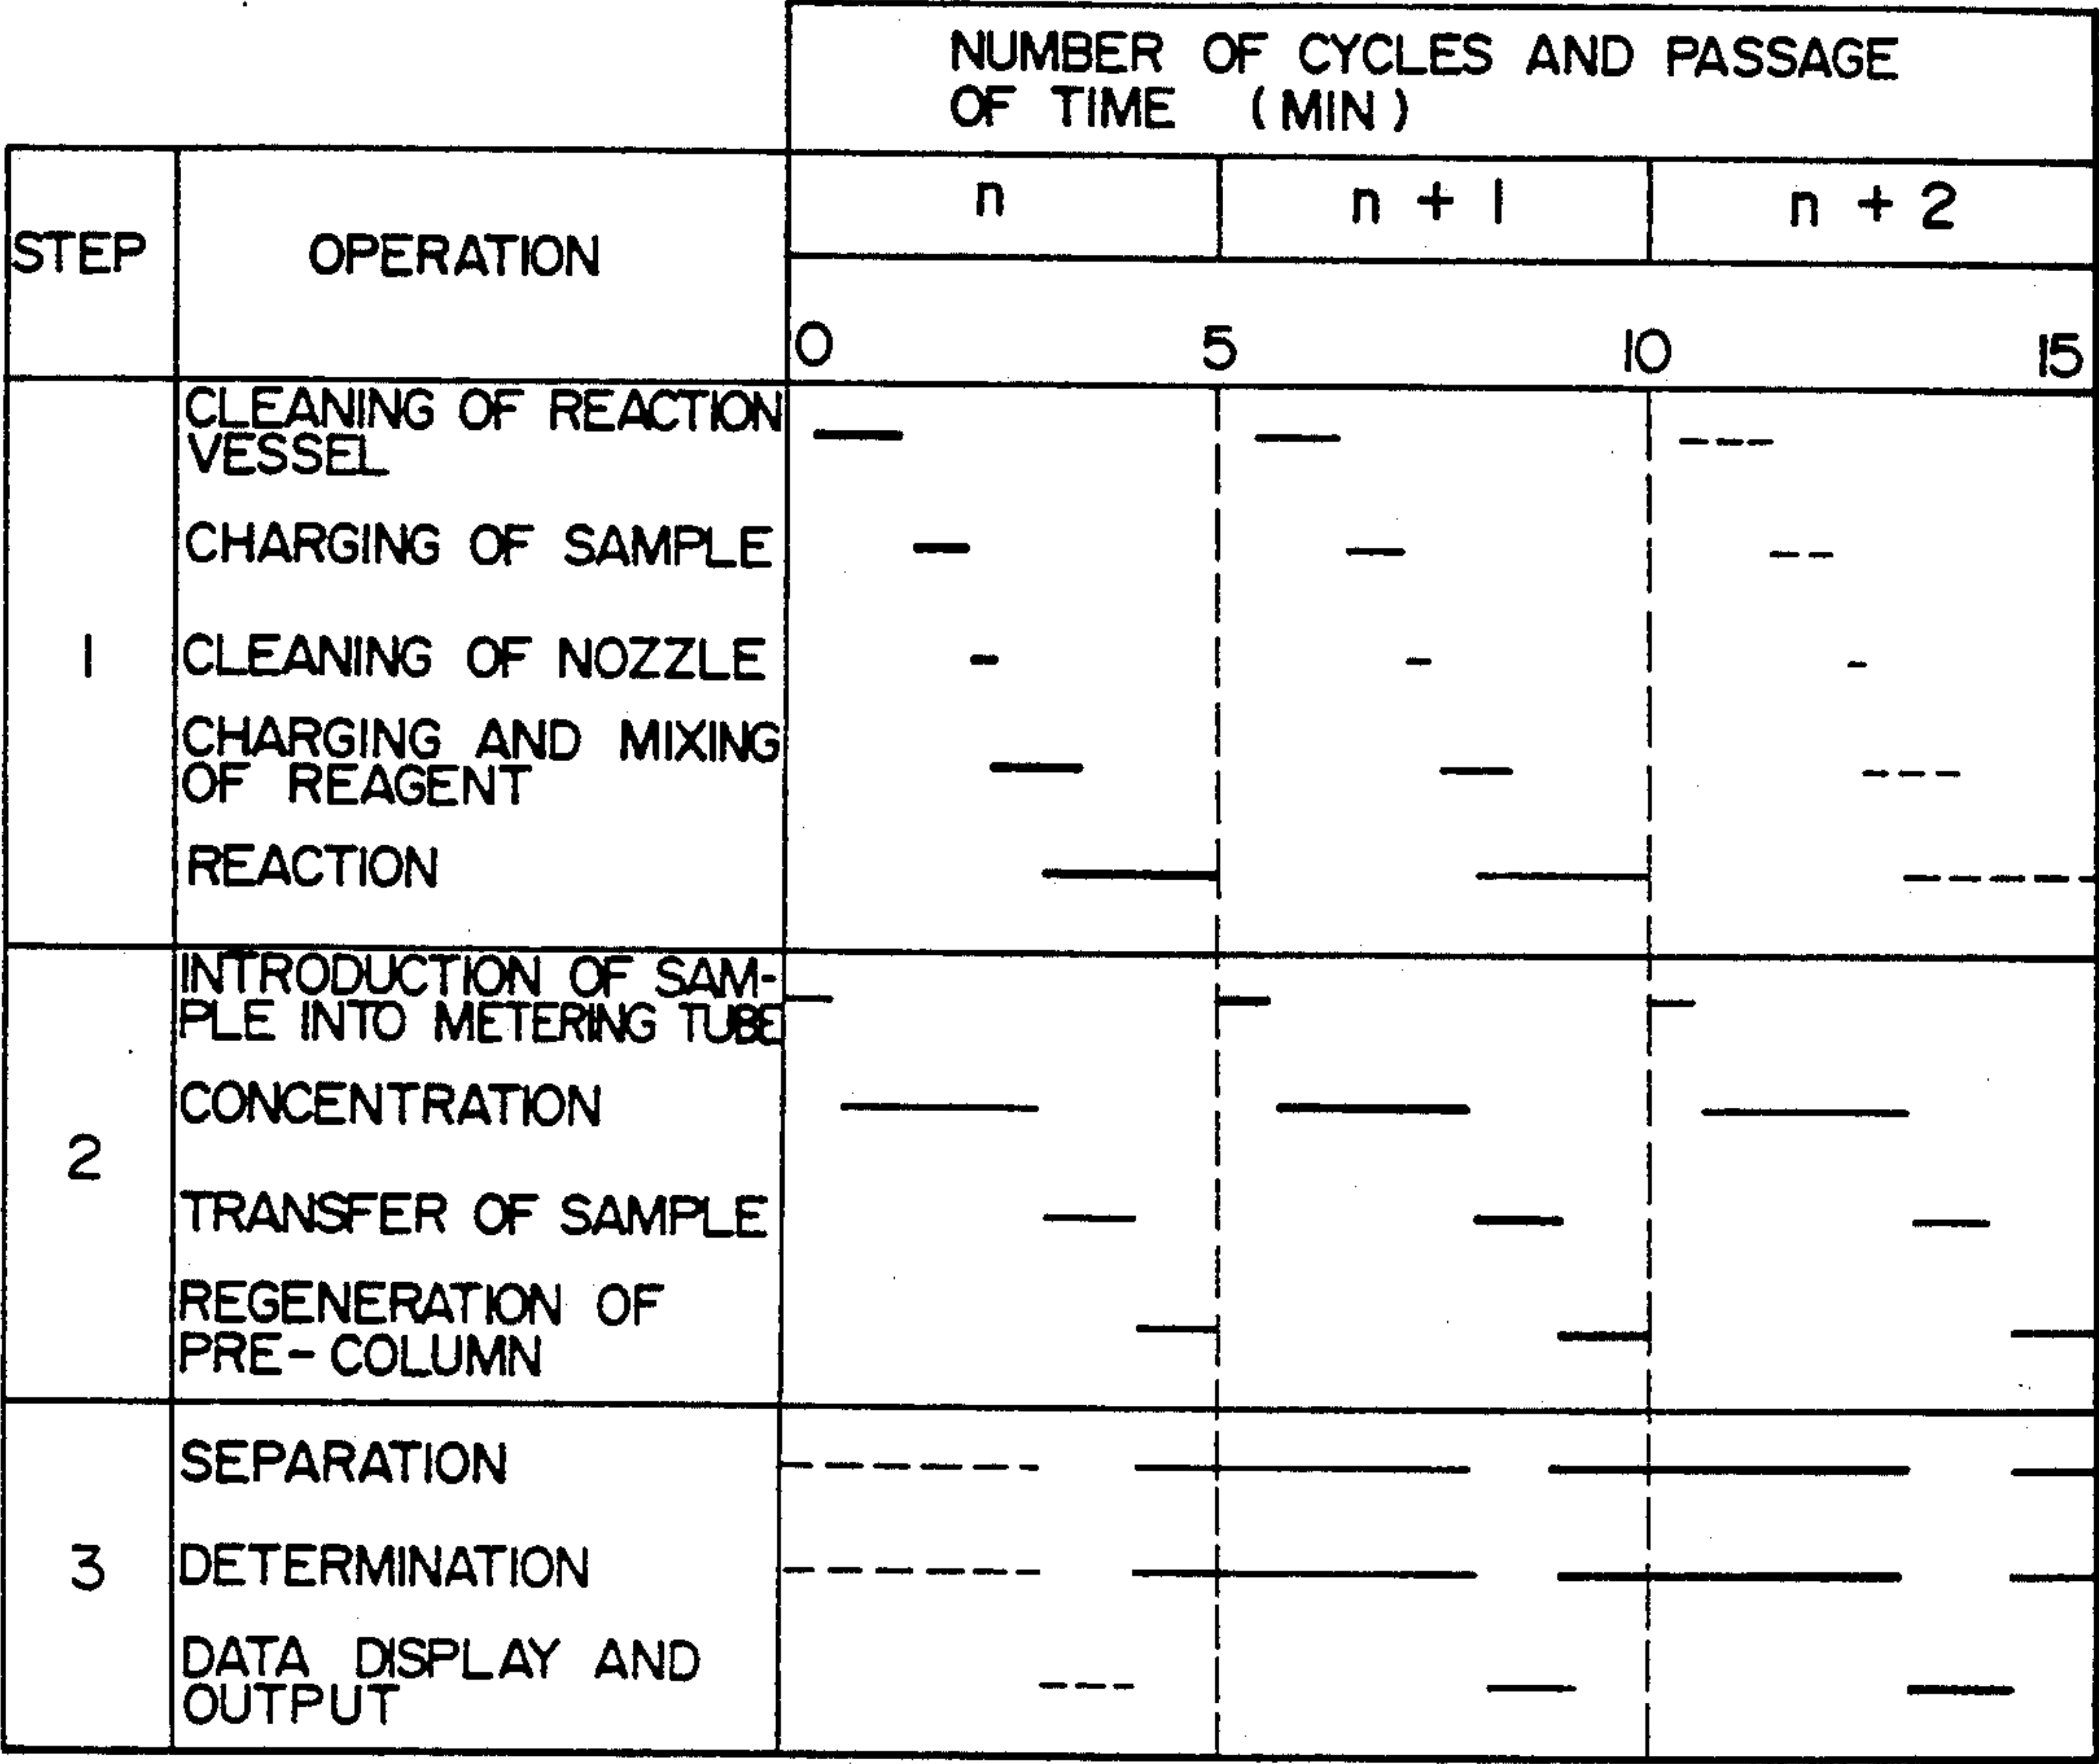 NUMBER OF CYCLES AND PASSAGE
OF TIME (MIN)
n
n + 1
n + 2
STEP
OPERATION
0
5
10
15
1
CLEANING OF REACTION
VESSEL
CHARGING OF SAMPLE
CLEANING OF NOZZLE
CHARGING AND MIXING
OF REAGENT
REACTION
2
INTRODUCTION OF SAM-
PLE INTO METERING TUBE
CONCENTRATION
TRANSFER OF SAMPLE
REGENERATION OF
PRE-COLUMN
3
SEPARATION
DETERMINATION
DATA DISPLAY AND
OUTPUT